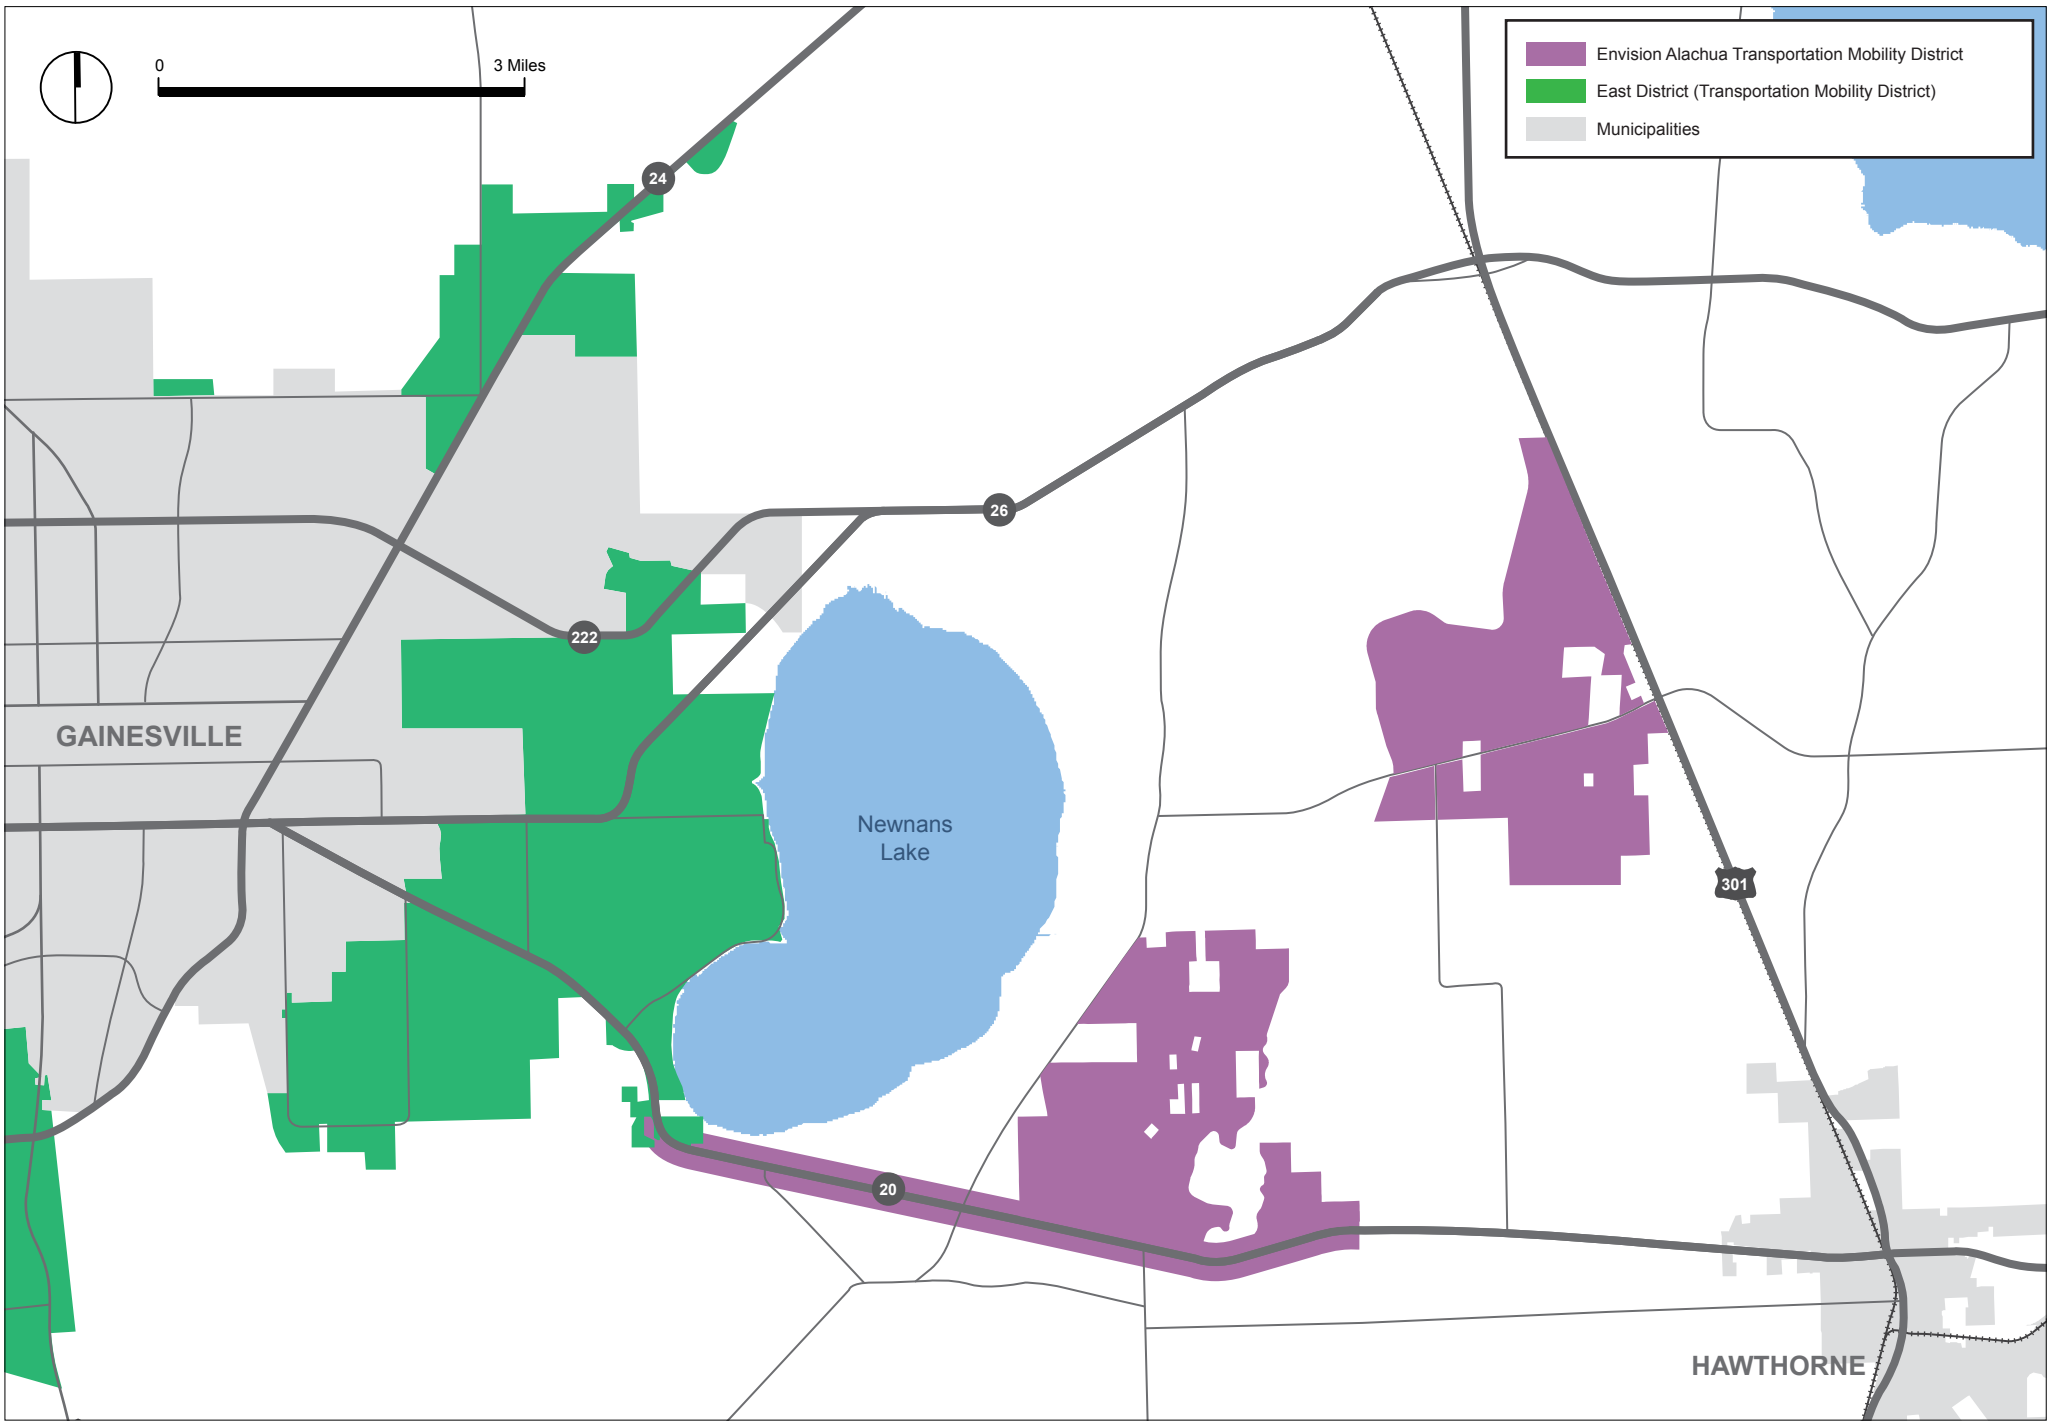 0
3 Miles
Envision Alachua Transportation Mobility District
East District (Transportation Mobility District)
Municipalities
24
26
222
GAINESVILLE
Newnans
Lake
301
20
HAWTHORNE